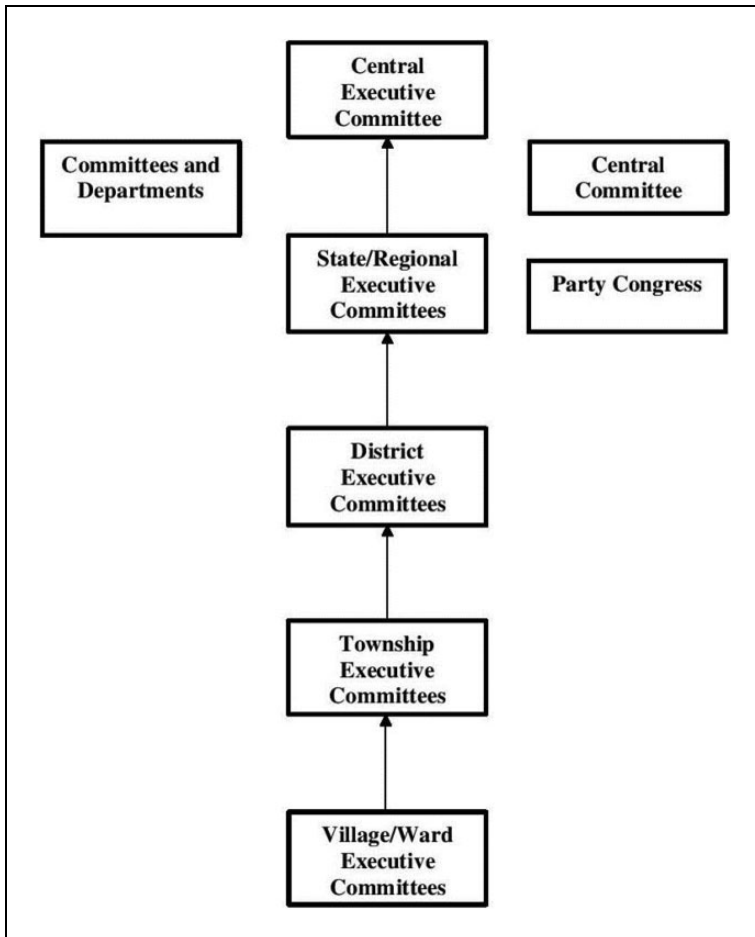 Central
Executive
Committee
Committees and
Departments
Central
Committee
State/Regional
Executive
Committees
Party Congress
District
Executive
Committees
Township
Executive
Committees
Village/Ward
Executive
Committees